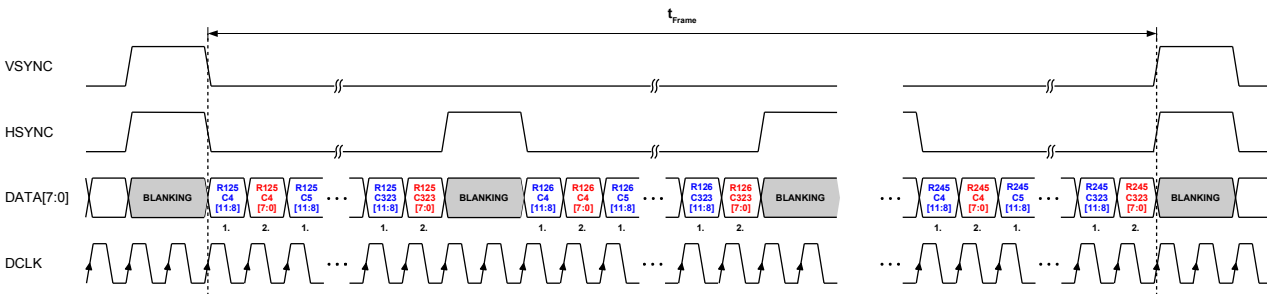 tFrame
VSYNC
HSYNC
DATA[7:0] BLANKING R125 C4 [11:8] R125 C4 [7:0] R125 C5 [11:8] ••• R125 C323 [11:8] R125 C323 [7:0] BLANKING R126 C4 [11:8] R126 C4 [7:0] R126 C5 [11:8] ••• R126 C323 [11:8] R126 C323 [7:0] BLANKING ••• R245 C4 [11:8] R245 C4 [7:0] R245 C5 [11:8] ••• R245 C323 [11:8] R245 C323 [7:0] BLANKING
1. 2. 1. 1. 2. 1. 2. 1. 1. 2. 1. 2. 1. 1. 2.
DCLK ••• ••• ••• •••